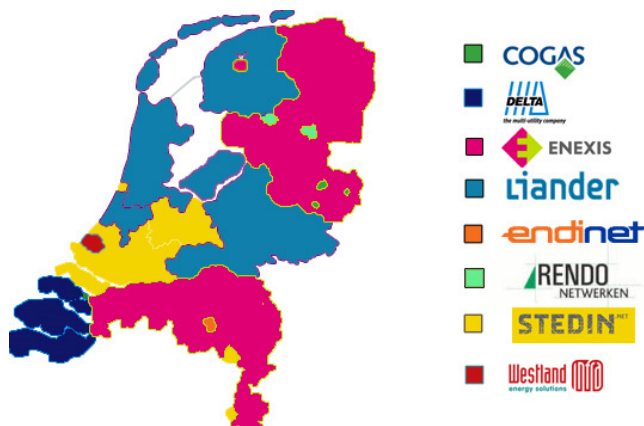 COGAS
DELTA
the multi-utility company
ENEXIS
Liander
endinet
RENDO
NETWERKEN
STEDIN.NET
Westland
energy solutions